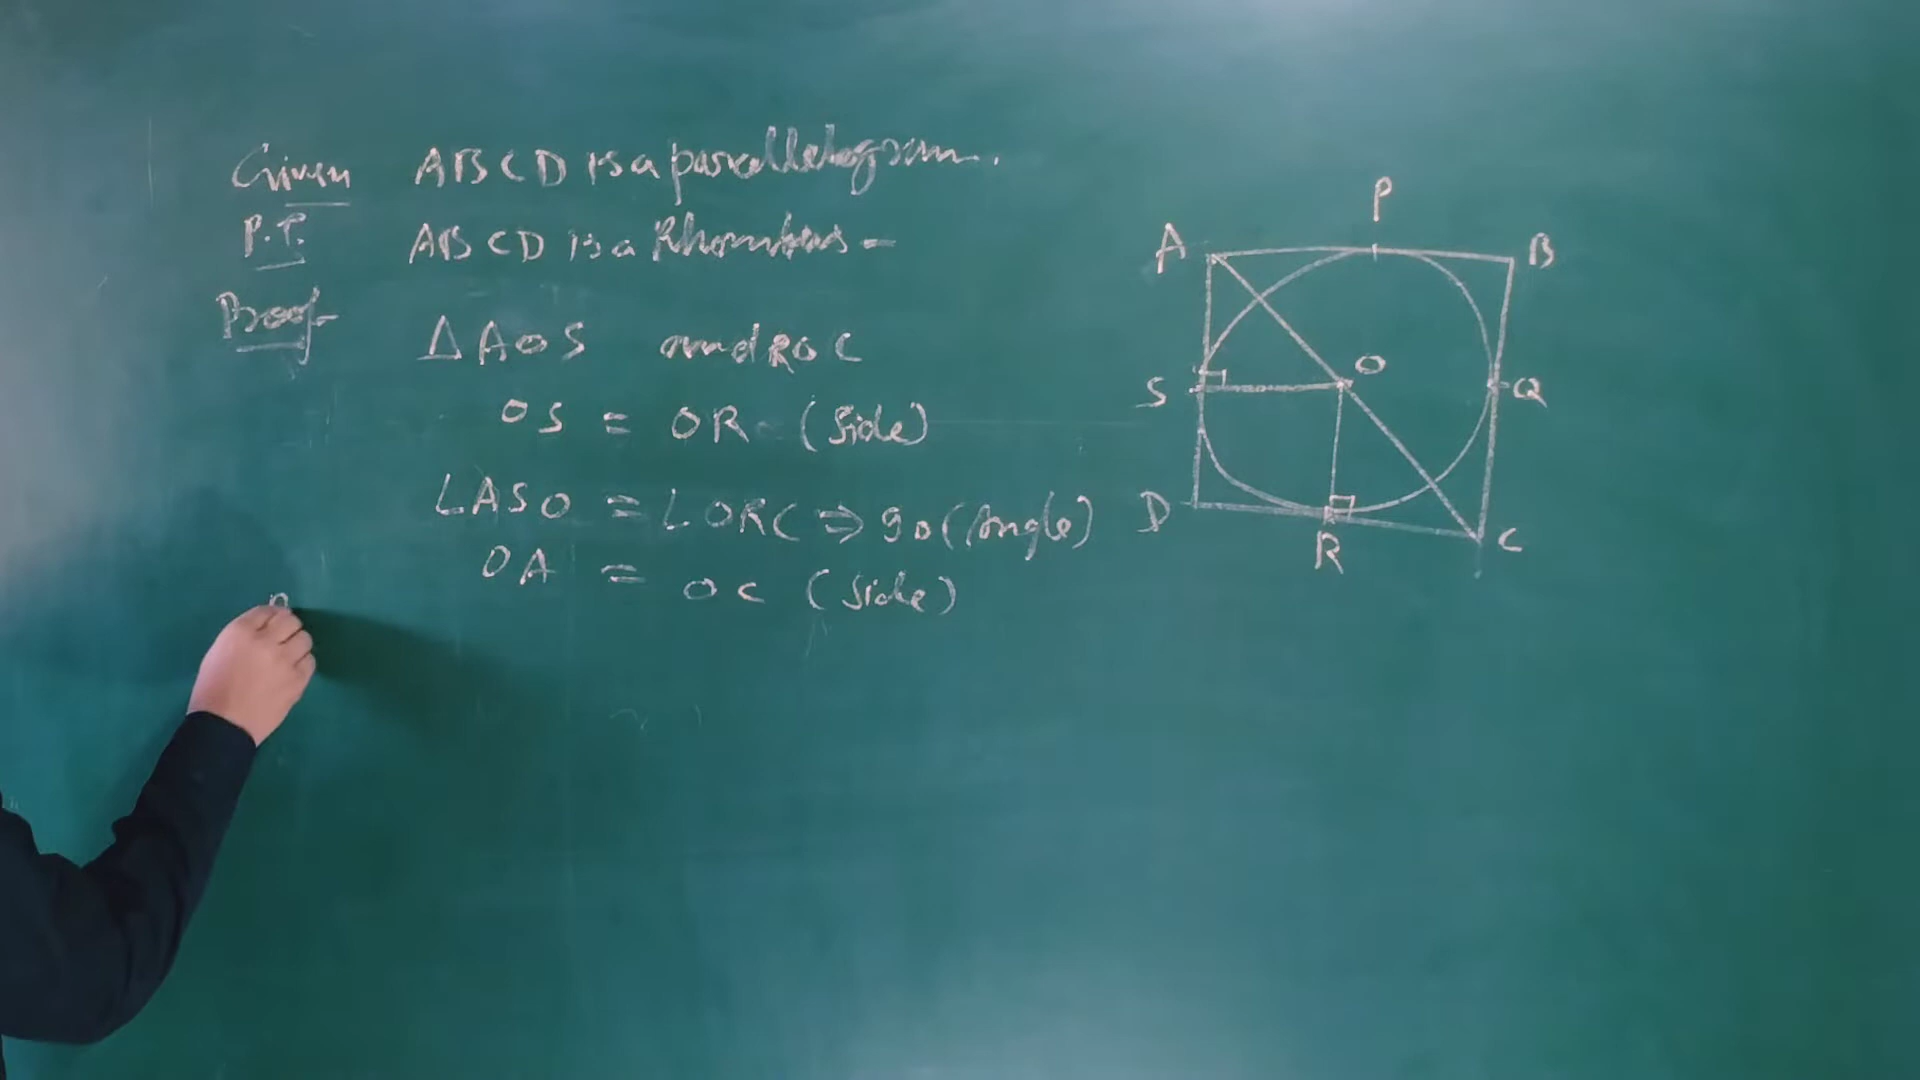 Given ABCD is a parallelogram.
P.T. ABCD is a Rhombus -
Proof- ΔAOS and ROC
OS = OR (Side)
∠ASO = ∠ORC ⇒ 90 (Angle)
OA = OC (Side)
P
A
B
O
S
Q
D
R
C